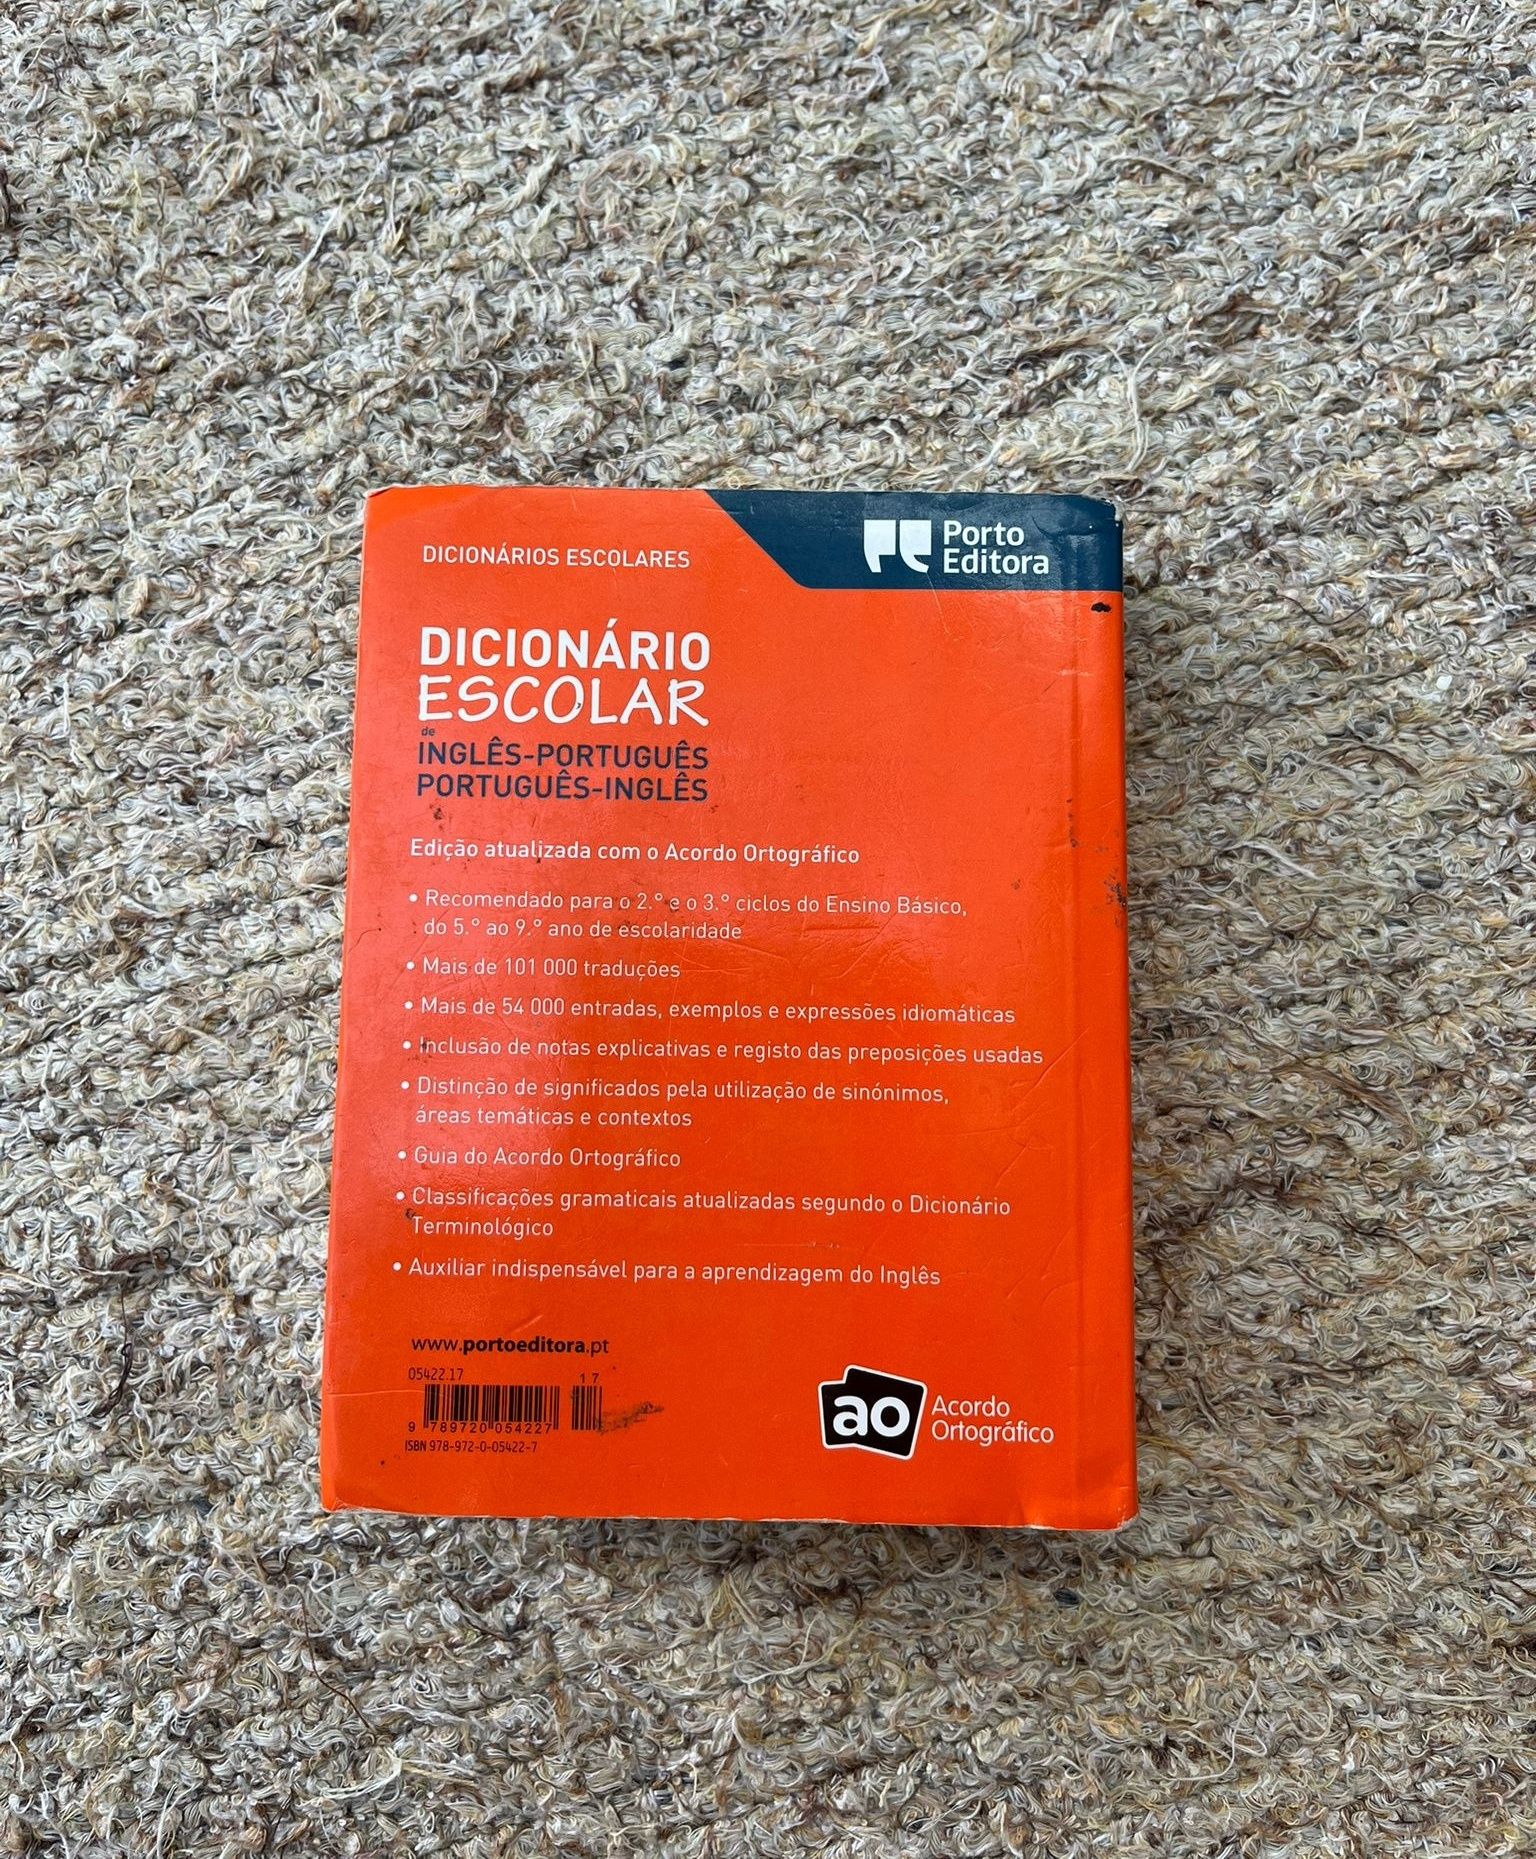 DICIONÁRIOS ESCOLARES
Porto
Editora
DICIONÁRIO
ESCOLAR
de
INGLÊS-PORTUGUÊS
PORTUGUÊS-INGLÊS
Edição atualizada com o Acordo Ortográfico
• Recomendado para o 2.º e o 3.º ciclos do Ensino Básico,
do 5.º ao 9.º ano de escolaridade
• Mais de 101 000 traduções
• Mais de 54 000 entradas, exemplos e expressões idiomáticas
• Inclusão de notas explicativas e registo das preposições usadas
• Distinção de significados pela utilização de sinónimos,
áreas temáticas e contextos
• Guia do Acordo Ortográfico
• Classificações gramaticais atualizadas segundo o Dicionário
Terminológico
• Auxiliar indispensável para a aprendizagem do Inglês
www.portoeditora.pt
05422.17
17
9 789720 054227
ISBN 978-972-0-05422-7
ao
Acordo
Ortográfico